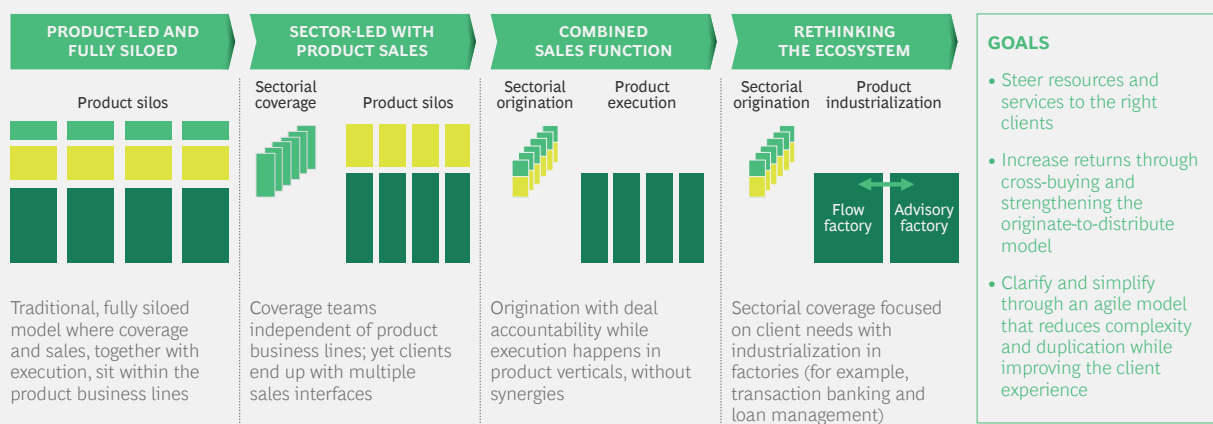 PRODUCT-LED AND
FULLY SILOED
Product silos
Traditional, fully siloed
model where coverage
and sales, together with
execution, sit within the
product business lines
SECTOR-LED WITH
PRODUCT SALES
Sectorial
coverage
Product silos
Coverage teams
independent of product
business lines; yet clients
end up with multiple
sales interfaces
COMBINED
SALES FUNCTION
Sectorial
origination
Product
execution
Origination with deal
accountability while
execution happens in
product verticals, without
synergies
RETHINKING
THE ECOSYSTEM
Sectorial
origination
Product
industrialization
Flow
factory
Advisory
factory
Sectorial coverage focused
on client needs with
industrialization in
factories (for example,
transaction banking and
loan management)
GOALS
• Steer resources and
services to the right
clients
• Increase returns through
cross-buying and
strengthening the
originate-to-distribute
model
• Clarify and simplify
through an agile model
that reduces complexity
and duplication while
improving the client
experience